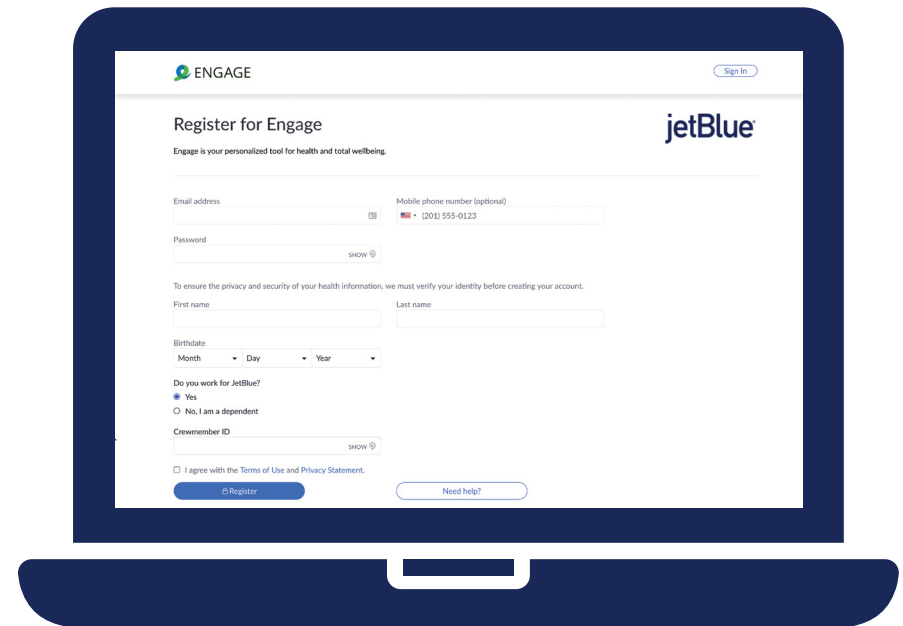 ENGAGE
Sign In
Register for Engage
jetBlue
Engage is your personalized tool for health and total wellbeing.
Email address
Mobile phone number (optional)
(201) 555-0123
Password
SHOW
To ensure the privacy and security of your health information, we must verify your identity before creating your account.
First name
Last name
Birthdate
Month Day Year
Do you work for JetBlue?
Yes
No, I am a dependent
Crewmember ID
SHOW
I agree with the Terms of Use and Privacy Statement.
Register
Need help?